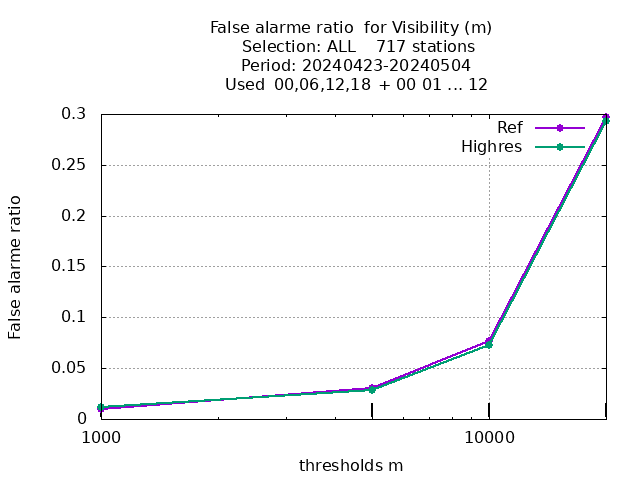 False alarme ratio  for Visibility (m)
Selection: ALL    717 stations
Period: 20240423-20240504
Used  00,06,12,18 + 00 01 ... 12
Ref
Highres
0.3
0.25
0.2
0.15
0.1
0.05
0
False alarme ratio
1000
10000
thresholds m